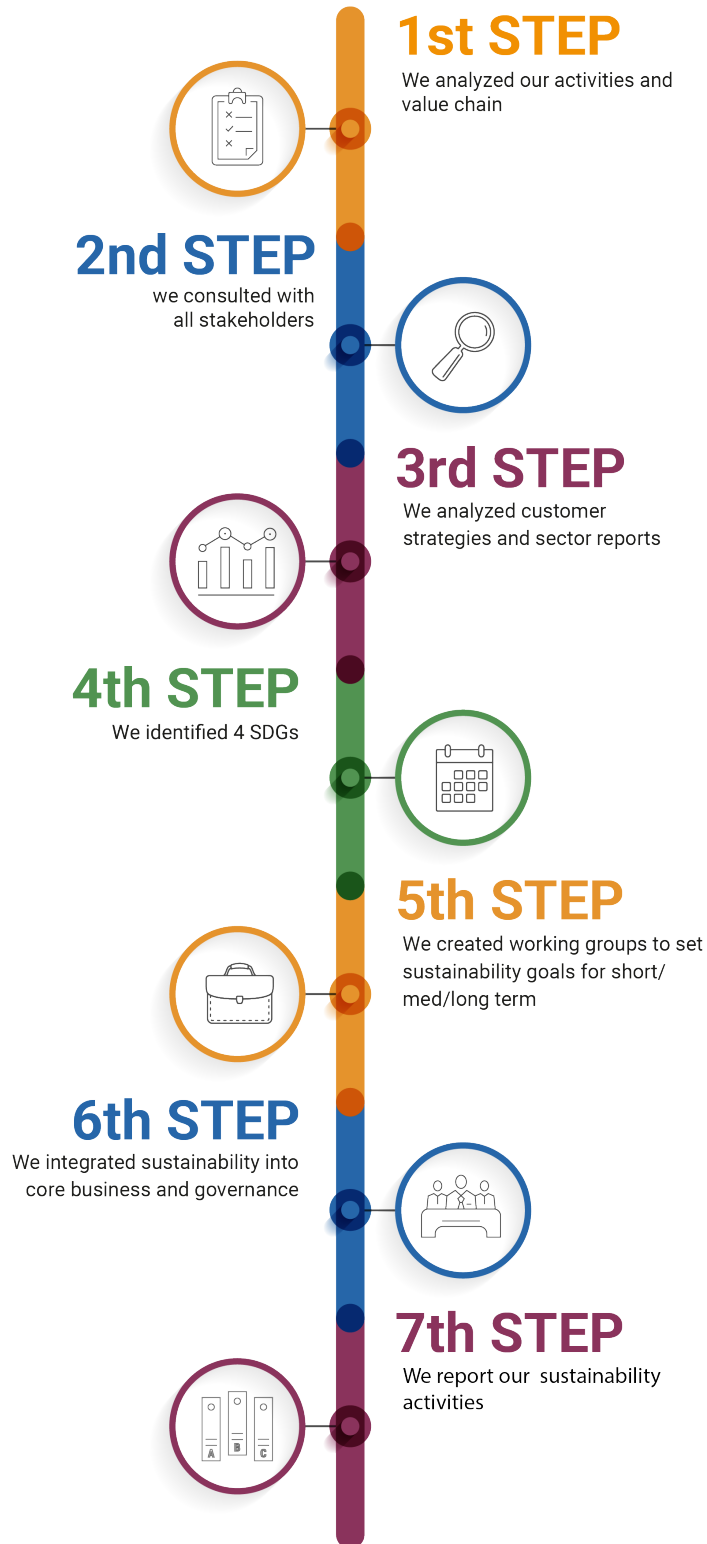 1st STEP
We analyzed our activities and
value chain
2nd STEP
we consulted with
all stakeholders
3rd STEP
We analyzed customer
strategies and sector reports
4th STEP
We identified 4 SDGs
5th STEP
We created working groups to set
sustainability goals for short/
med/long term
6th STEP
We integrated sustainability into
core business and governance
7th STEP
We report our  sustainability
activities
A B C